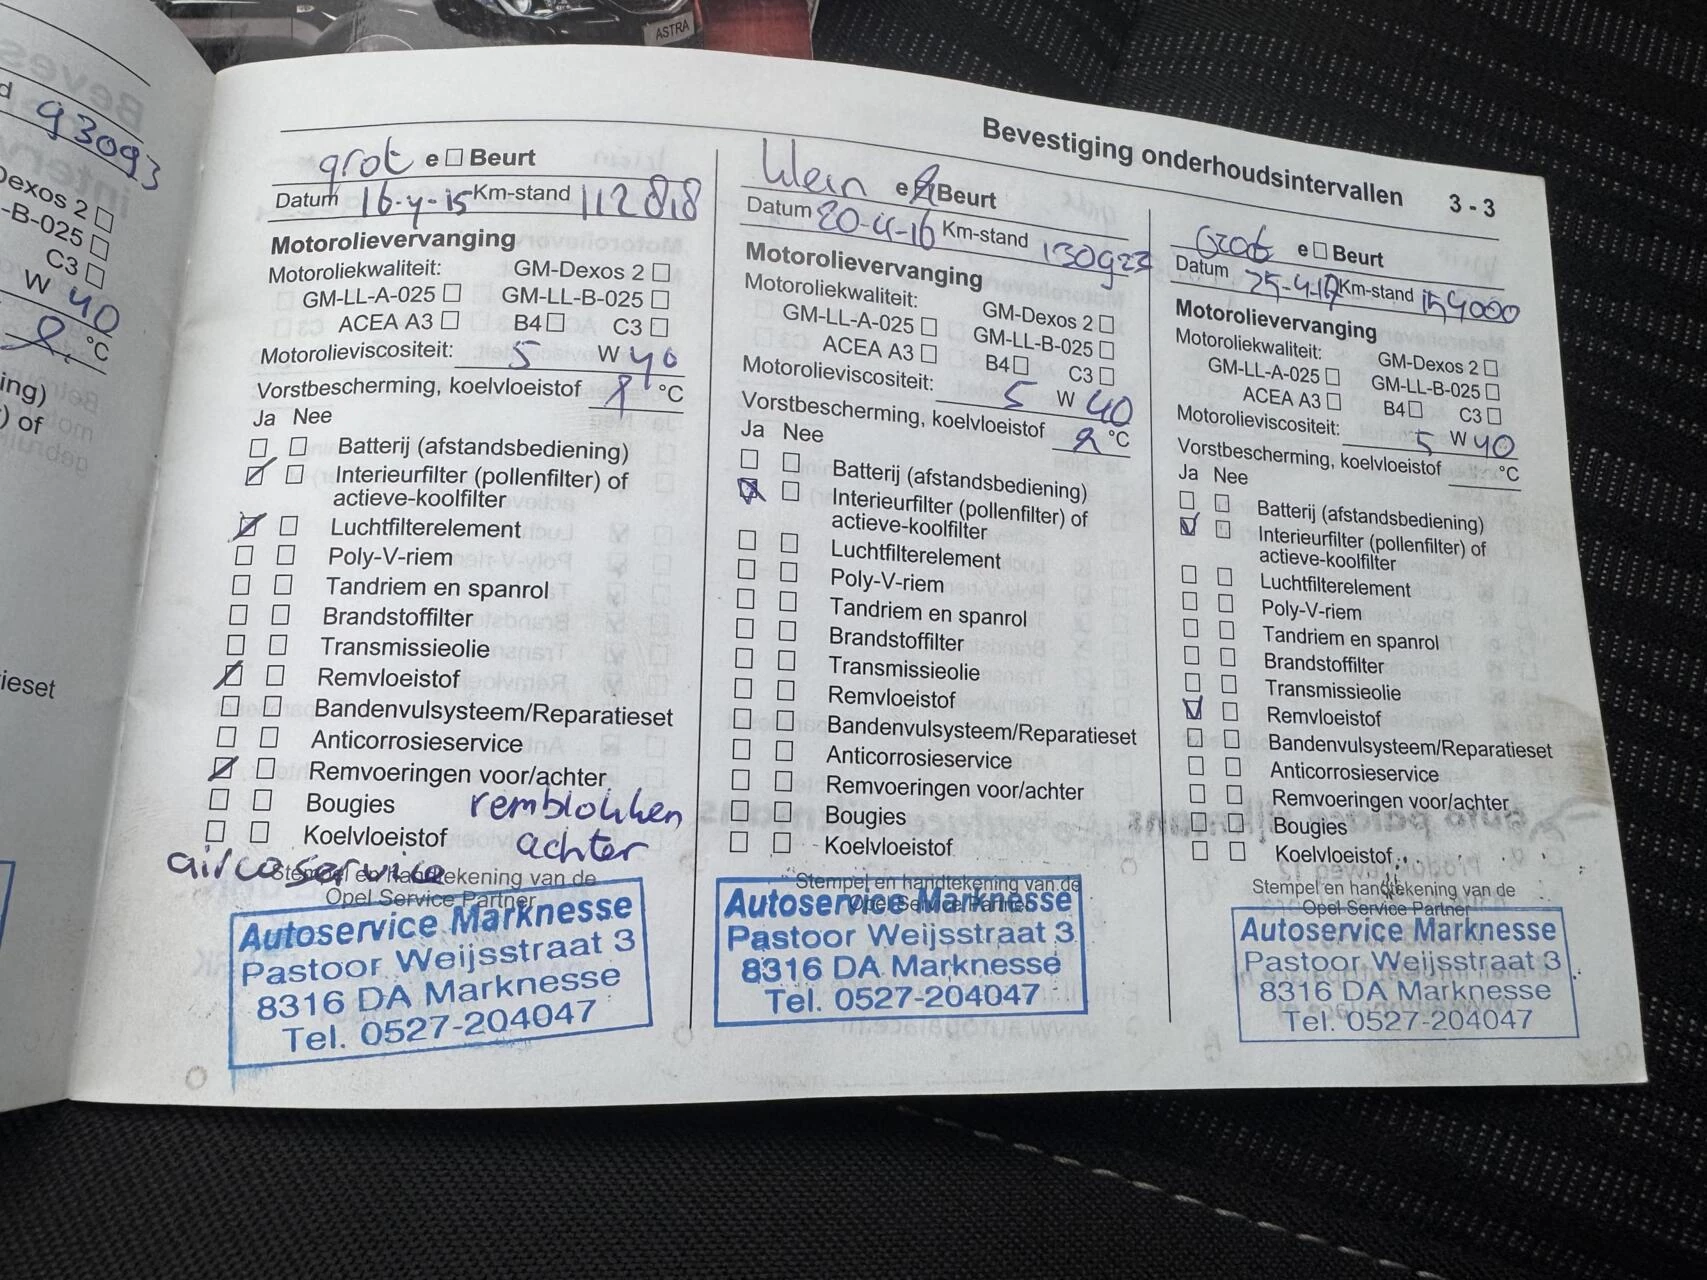 ASTRA
93093
Dexos 2
-B-025
C3
W 40
°C
ing)
) of
ieset
Bevestiging onderhoudsintervallen 3 - 3
grot e Beurt
Datum 16-4-15 Km-stand 112818
Motorolievervanging
Motoroliekwaliteit: GM-Dexos 2
GM-LL-A-025 GM-LL-B-025
ACEA A3 B4 C3
Motorolieviscositeit: 5 W 40
Vorstbescherming, koelvloeistof °C
Ja Nee
Batterij (afstandsbediening)
Interieurfilter (pollenfilter) of
actieve-koolfilter
Luchtfilterelement
Poly-V-riem
Tandriem en spanrol
Brandstoffilter
Transmissieolie
Remvloeistof
Bandenvulsysteem/Reparatieset
Anticorrosieservice
Remvoeringen voor/achter
Bougies remblokken
Koelvloeistof achter
aircoservice
Stempel en handtekening van de
Opel Service Partner
Autoservice Marknesse
Pastoor Weijsstraat 3
8316 DA Marknesse
Tel. 0527-204047
klein e Beurt
Datum 20-4-16 Km-stand 130923
Motorolievervanging
Motoroliekwaliteit: GM-Dexos 2
GM-LL-A-025 GM-LL-B-025
ACEA A3 B4 C3
Motorolieviscositeit: 5 W 40
Vorstbescherming, koelvloeistof °C
Ja Nee
Batterij (afstandsbediening)
Interieurfilter (pollenfilter) of
actieve-koolfilter
Luchtfilterelement
Poly-V-riem
Tandriem en spanrol
Brandstoffilter
Transmissieolie
Remvloeistof
Bandenvulsysteem/Reparatieset
Anticorrosieservice
Remvoeringen voor/achter
Bougies
Koelvloeistof
Stempel en handtekening van de
Opel Service Partner
Autoservice Marknesse
Pastoor Weijsstraat 3
8316 DA Marknesse
Tel. 0527-204047
Grot e Beurt
Datum 25-4-17 Km-stand 154000
Motorolievervanging
Motoroliekwaliteit: GM-Dexos 2
GM-LL-A-025 GM-LL-B-025
ACEA A3 B4 C3
Motorolieviscositeit: 5 W 40
Vorstbescherming, koelvloeistof °C
Ja Nee
Batterij (afstandsbediening)
Interieurfilter (pollenfilter) of
actieve-koolfilter
Luchtfilterelement
Poly-V-riem
Tandriem en spanrol
Brandstoffilter
Transmissieolie
Remvloeistof
Bandenvulsysteem/Reparatieset
Anticorrosieservice
Remvoeringen voor/achter
Bougies
Koelvloeistof
Stempel en handtekening van de
Opel Service Partner
Autoservice Marknesse
Pastoor Weijsstraat 3
8316 DA Marknesse
Tel. 0527-204047